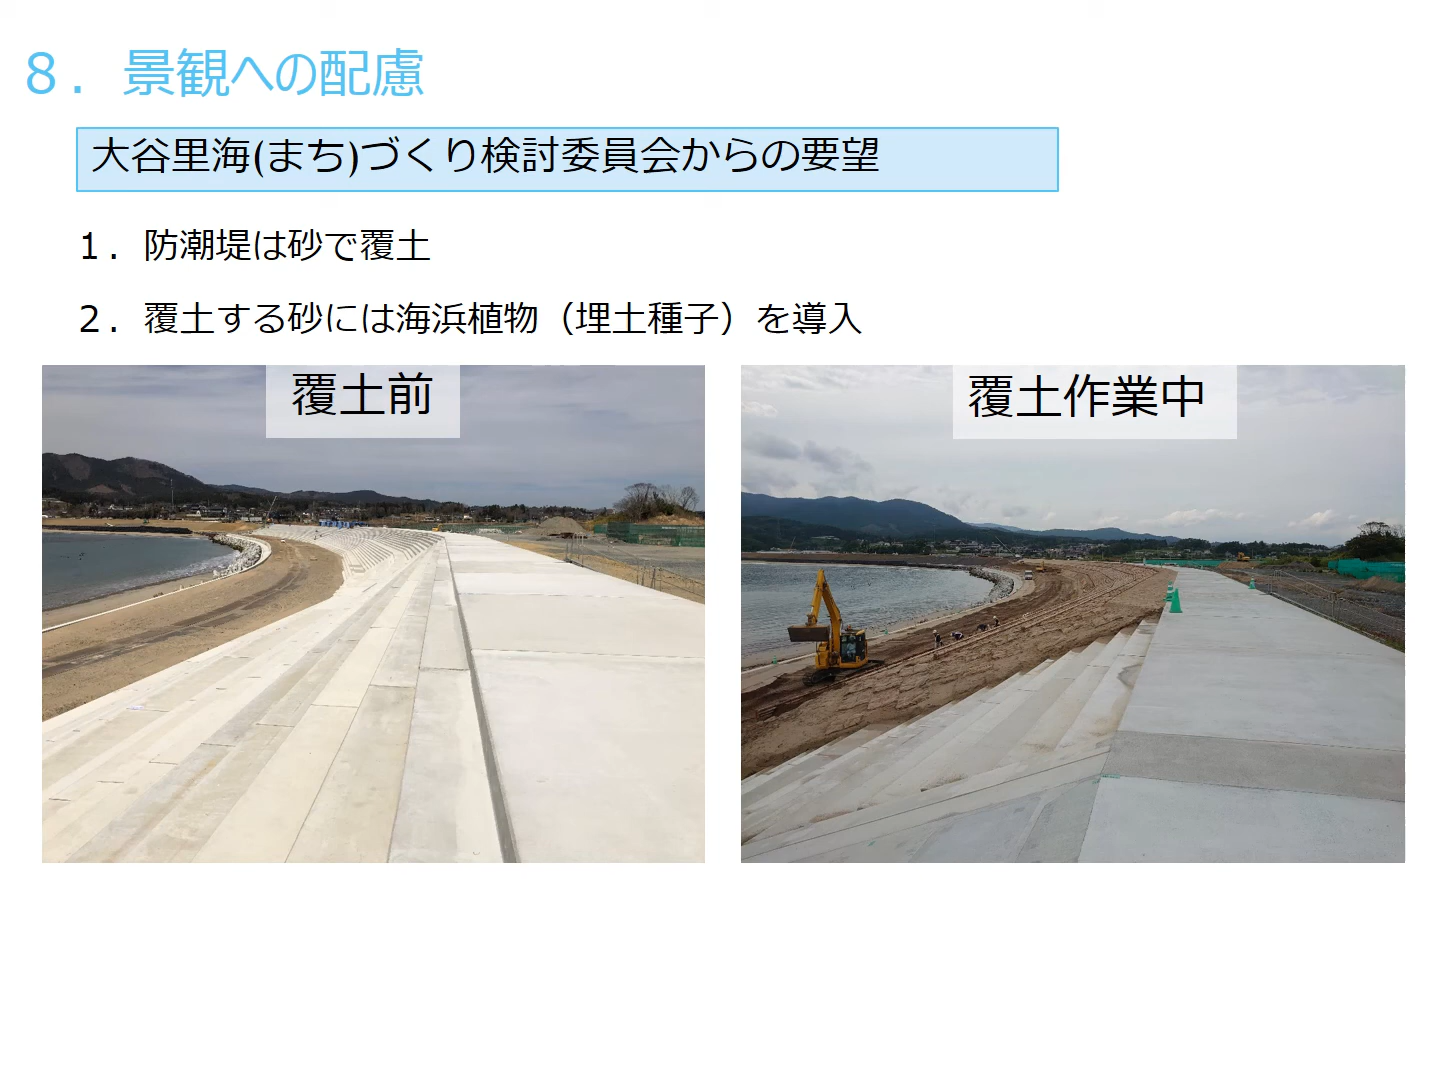 ８．景観への配慮
大谷里海(まち)づくり検討委員会からの要望
１．防潮堤は砂で覆土
２．覆土する砂には海浜植物（埋土種子）を導入
覆土前
覆土作業中